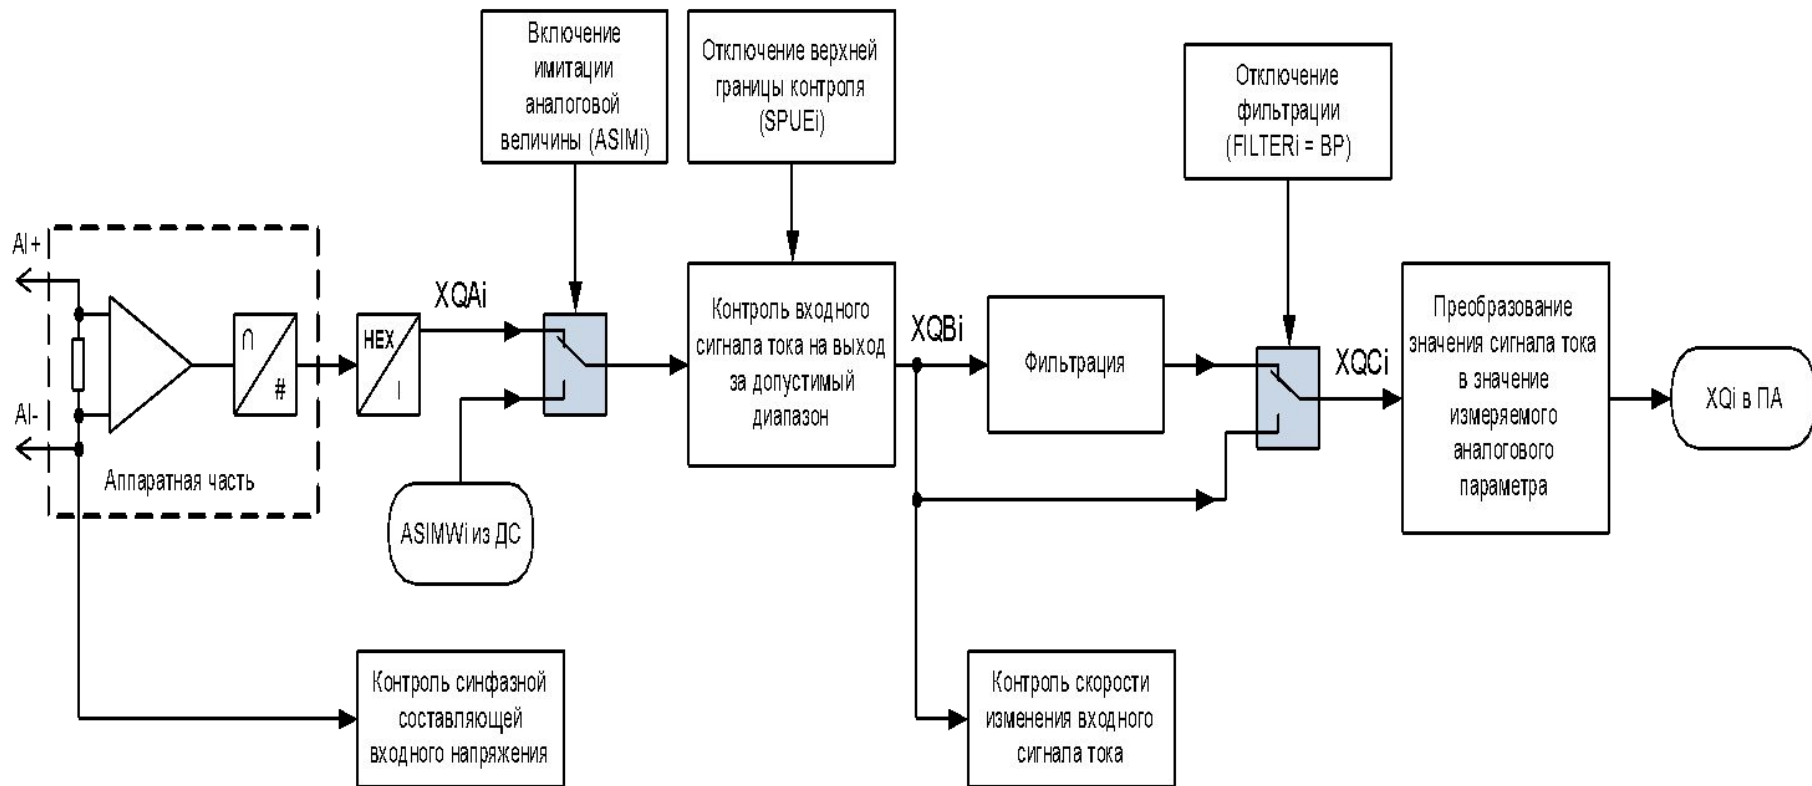 Включение
имитации
аналоговой
величины (ASIMi)
Отключение верхней
границы контроля
(SPUEi)
Отключение
фильтрации
(FILTERi = BP)
AI+
AI-
∩
#
Аппаратная часть
HEX
I
XQAi
ASIMWi из ДС
Контроль входного
сигнала тока на выход
за допустимый
диапазон
XQBi
Фильтрация
XQCi
Преобразование
значения сигнала тока
в значение
измеряемого
аналогового
параметра
XQi в ПА
Контроль синфазной
составляющей
входного напряжения
Контроль скорости
изменения входного
сигнала тока